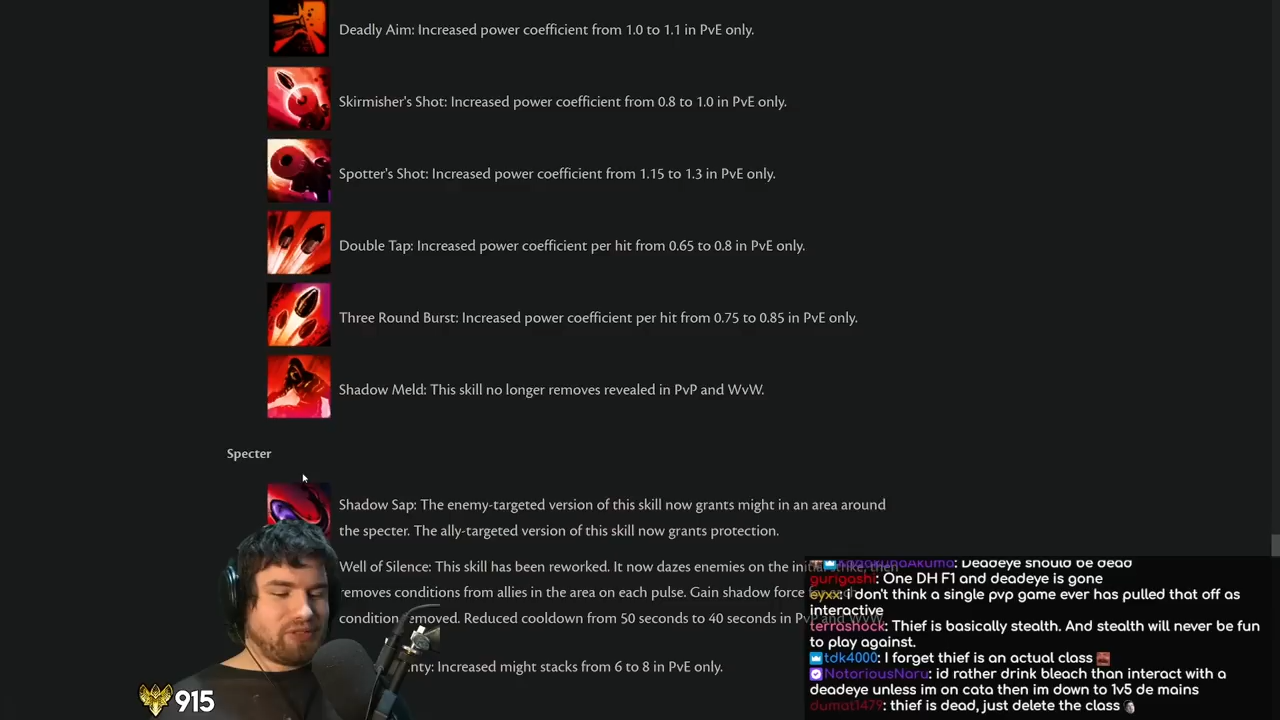 Deadly Aim: Increased power coefficient from 1.0 to 1.1 in PvE only.
Skirmisher's Shot: Increased power coefficient from 0.8 to 1.0 in PvE only.
Spotter's Shot: Increased power coefficient from 1.15 to 1.3 in PvE only.
Double Tap: Increased power coefficient per hit from 0.65 to 0.8 in PvE only.
Three Round Burst: Increased power coefficient per hit from 0.75 to 0.85 in PvE only.
Shadow Meld: This skill no longer removes revealed in PvP and WvW.
Specter
Shadow Sap: The enemy-targeted version of this skill now grants might in an area around
the specter. The ally-targeted version of this skill now grants protection.
Well of Silence: This skill has been reworked. It now dazes enemies on the initial strike, then
removes conditions from allies in the area on each pulse. Gain shadow force
condition removed. Reduced cooldown from 50 seconds to 40 seconds in PvP and WvW.
nty: Increased might stacks from 6 to 8 in PvE only.
915
Deadeye should be dead
gurigashi: One DH F1 and deadeye is gone
eyxx: i don't think a single pvp game ever has pulled that off as
interactive
terrashock: Thief is basically stealth. And stealth will never be fun
to play against.
tdk4000: I forget thief is an actual class
NotoriousNaru: id rather drink bleach than interact with a
deadeye unless im on cata then im down to 1v5 de mains
dumat1479: thief is dead, just delete the class